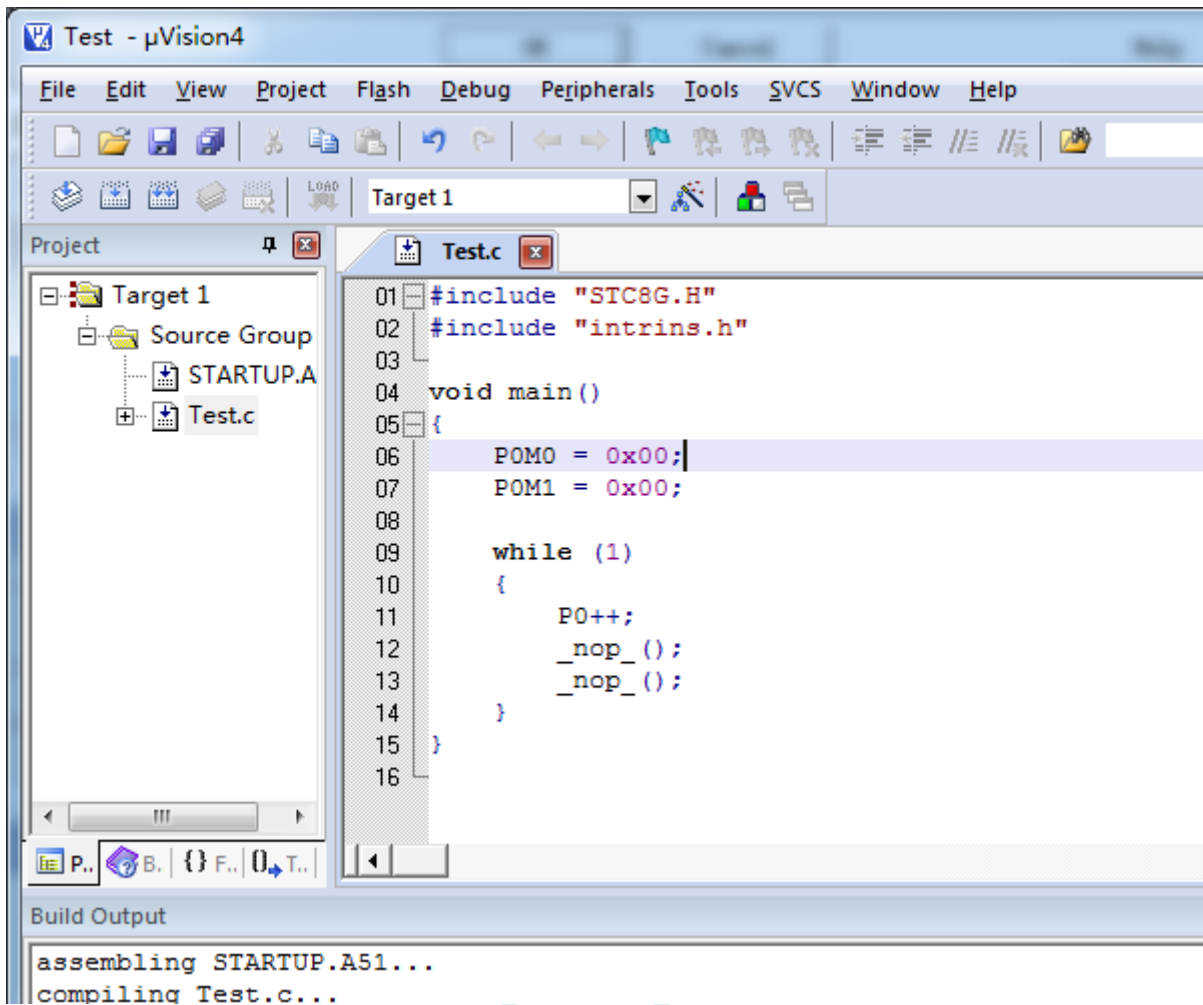 Test - µVision4
File Edit View Project Flash Debug Peripherals Tools SVCS Window Help
LOAD
Target 1
Project
Test.c
Target 1
Source Group
STARTUP.A
Test.c
01 #include "STC8G.H"
02 #include "intrins.h"
03
04 void main()
05 {
06 P0M0 = 0x00;
07 P0M1 = 0x00;
08
09 while (1)
10 {
11 P0++;
12 _nop_();
13 _nop_();
14 }
15 }
16
P.. B. {} F.. 0 T..
Build Output
assembling STARTUP.A51...
compiling Test.c...